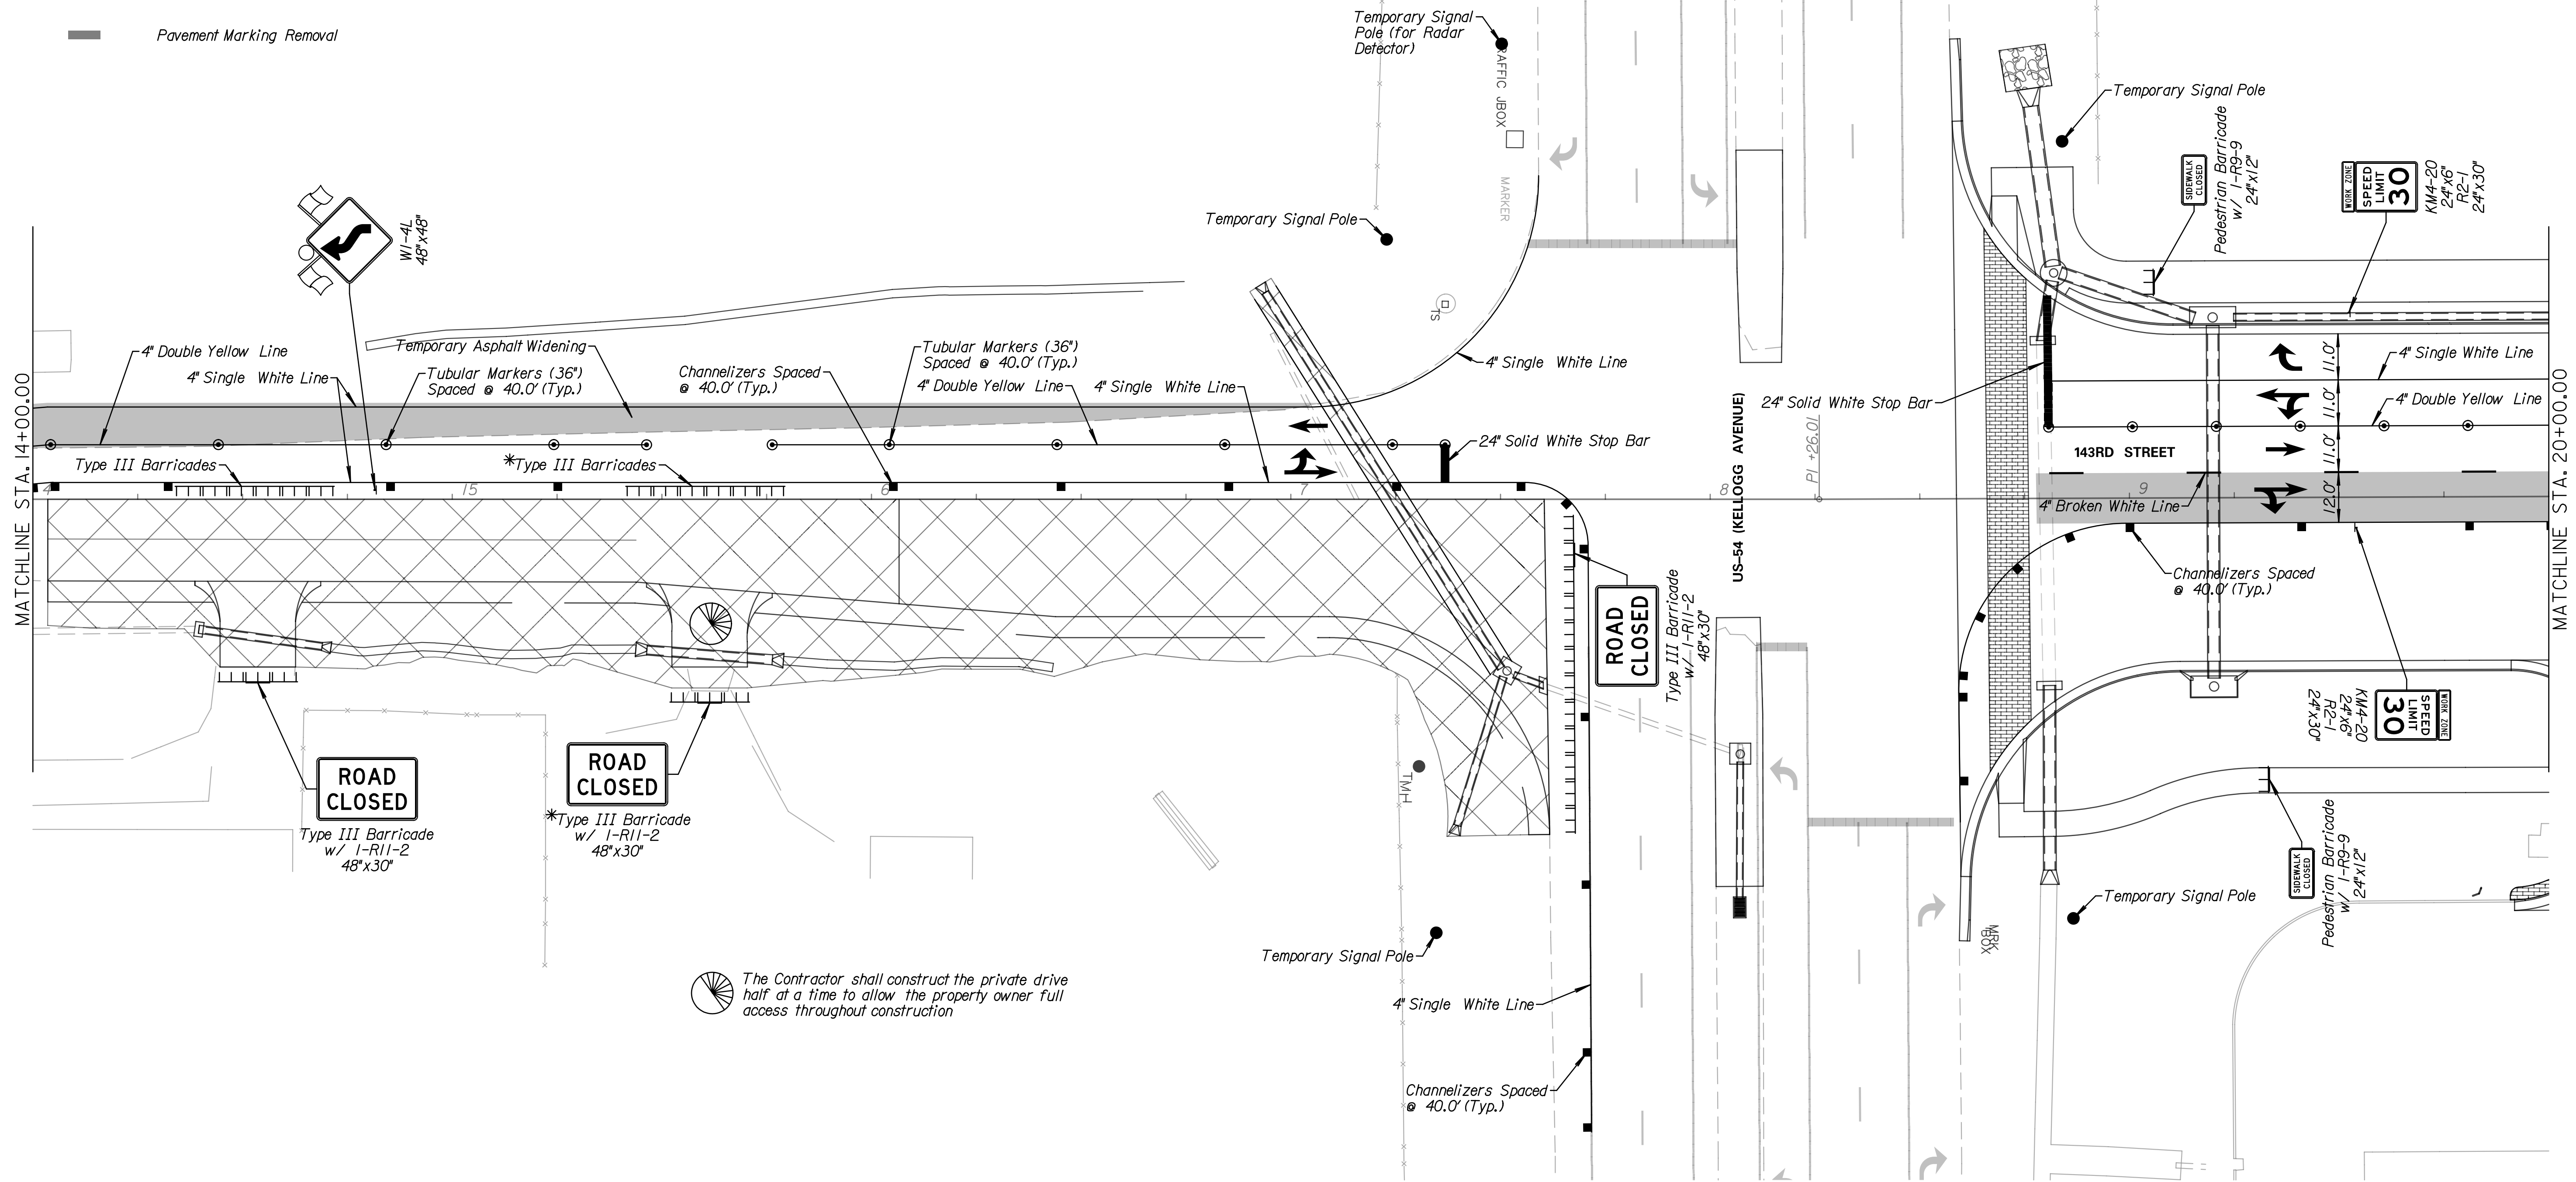 Pavement Marking Removal
Temporary Signal
Pole (for Radar
Detector)
RAFFIC JBOX
MARKER
Temporary Signal Pole
TS
Temporary Signal Pole
SIDEWALK
CLOSED
Pedestrian Barricade
w/ 1-R9-9
24"x12"
WORK ZONE
SPEED
LIMIT
30
KM4-20
24"x6"
R2-1
24"x30"
W1-4L
48"x48"
MATCHLINE STA. 14+00.00
4" Double Yellow Line
4" Single White Line
Temporary Asphalt Widening
Tubular Markers (36")
Spaced @ 40.0' (Typ.)
Channelizers Spaced
@ 40.0' (Typ.)
Tubular Markers (36")
Spaced @ 40.0' (Typ.)
4" Double Yellow Line
4" Single White Line
4" Single White Line
Type III Barricades
*Type III Barricades
24" Solid White Stop Bar
4
15
6
7
8
9
US-54 (KELLOGG AVENUE)
PI +26.01
24" Solid White Stop Bar
4" Single White Line
4" Double Yellow Line
11.0'
11.0'
11.0'
12.0'
143RD STREET
4" Broken White Line
MATCHLINE STA. 20+00.00
Channelizers Spaced
@ 40.0' (Typ.)
ROAD
CLOSED
Type III Barricade
w/ 1-R11-2
48"x30"
WORK ZONE
SPEED
LIMIT
30
KM4-20
24"x6"
R2-1
24"x30"
ROAD
CLOSED
Type III Barricade
w/ 1-R11-2
48"x30"
ROAD
CLOSED
*Type III Barricade
w/ 1-R11-2
48"x30"
TMH
SIDEWALK
CLOSED
Pedestrian Barricade
w/ 1-R9-9
24"x12"
Temporary Signal Pole
MRK
BOX
Temporary Signal Pole
The Contractor shall construct the private drive
half at a time to allow the property owner full
access throughout construction
4" Single White Line
Channelizers Spaced
@ 40.0' (Typ.)